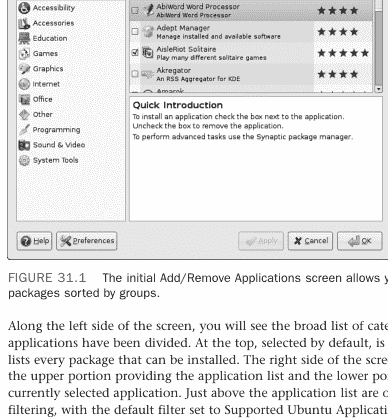 Accessibility
Accessories
Education
Games
Graphics
Internet
Office
Other
Programming
Sound & Video
System Tools
AbiWord Word Processor
AbiWord Word Processor
Adept Manager
Manage installed and available software
AisleRiot Solitaire
Play many different solitaire games
Akregator
An RSS Aggregator for KDE
Amarok
Quick Introduction
To install an application check the box next to the application.
Uncheck the box to remove the application.
To perform advanced tasks use the Synaptic package manager.
Help
Preferences
Apply
Cancel
OK
FIGURE 31.1 The initial Add/Remove Applications screen allows y
packages sorted by groups.
Along the left side of the screen, you will see the broad list of cate
applications have been divided. At the top, selected by default, is
lists every package that can be installed. The right side of the scre
the upper portion providing the application list and the lower por
currently selected application. Just above the application list are
filtering, with the default filter set to Supported Ubuntu Applicat